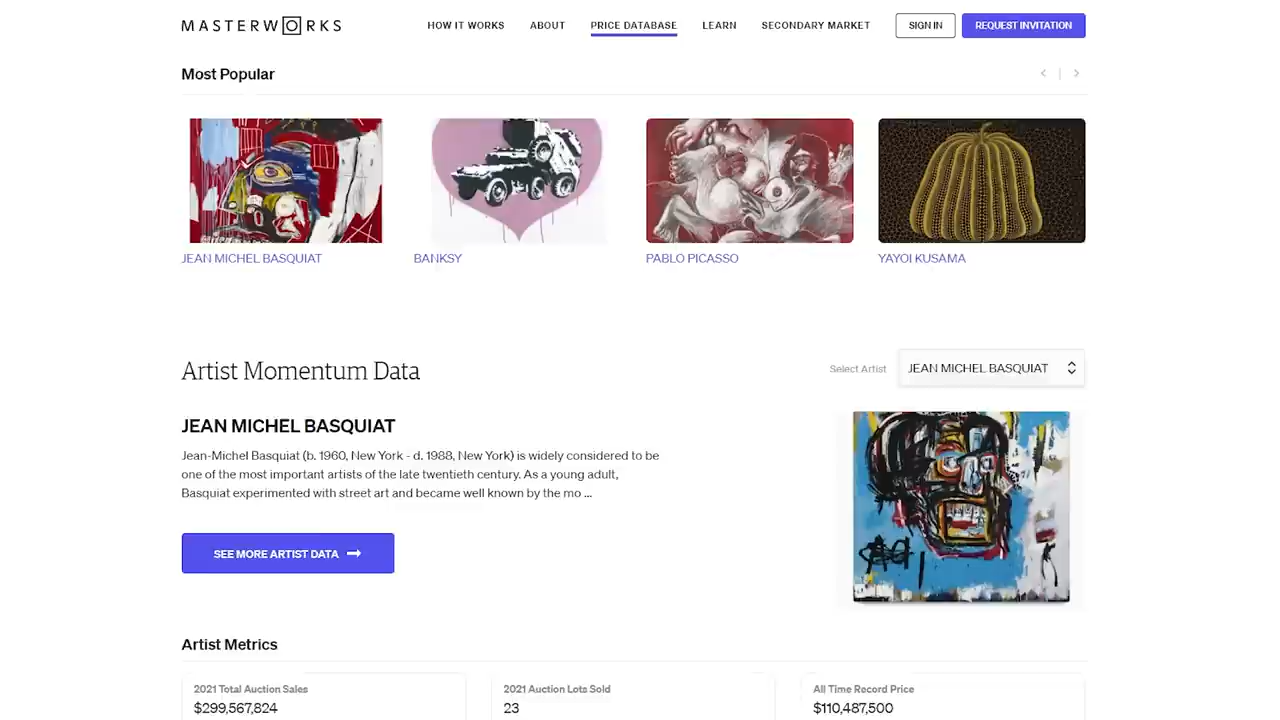 MASTERWORKS
HOW IT WORKS
ABOUT
PRICE DATABASE
LEARN
SECONDARY MARKET
SIGN IN
REQUEST INVITATION
Most Popular
JEAN MICHEL BASQUIAT
BANKSY
PABLO PICASSO
YAYOI KUSAMA
Artist Momentum Data
Select Artist
JEAN MICHEL BASQUIAT
JEAN MICHEL BASQUIAT
Jean-Michel Basquiat (b. 1960, New York - d. 1988, New York) is widely considered to be
one of the most important artists of the late twentieth century. As a young adult,
Basquiat experimented with street art and became well known by the mo ...
SEE MORE ARTIST DATA
Artist Metrics
2021 Total Auction Sales
$299,567,824
2021 Auction Lots Sold
23
All Time Record Price
$110,487,500